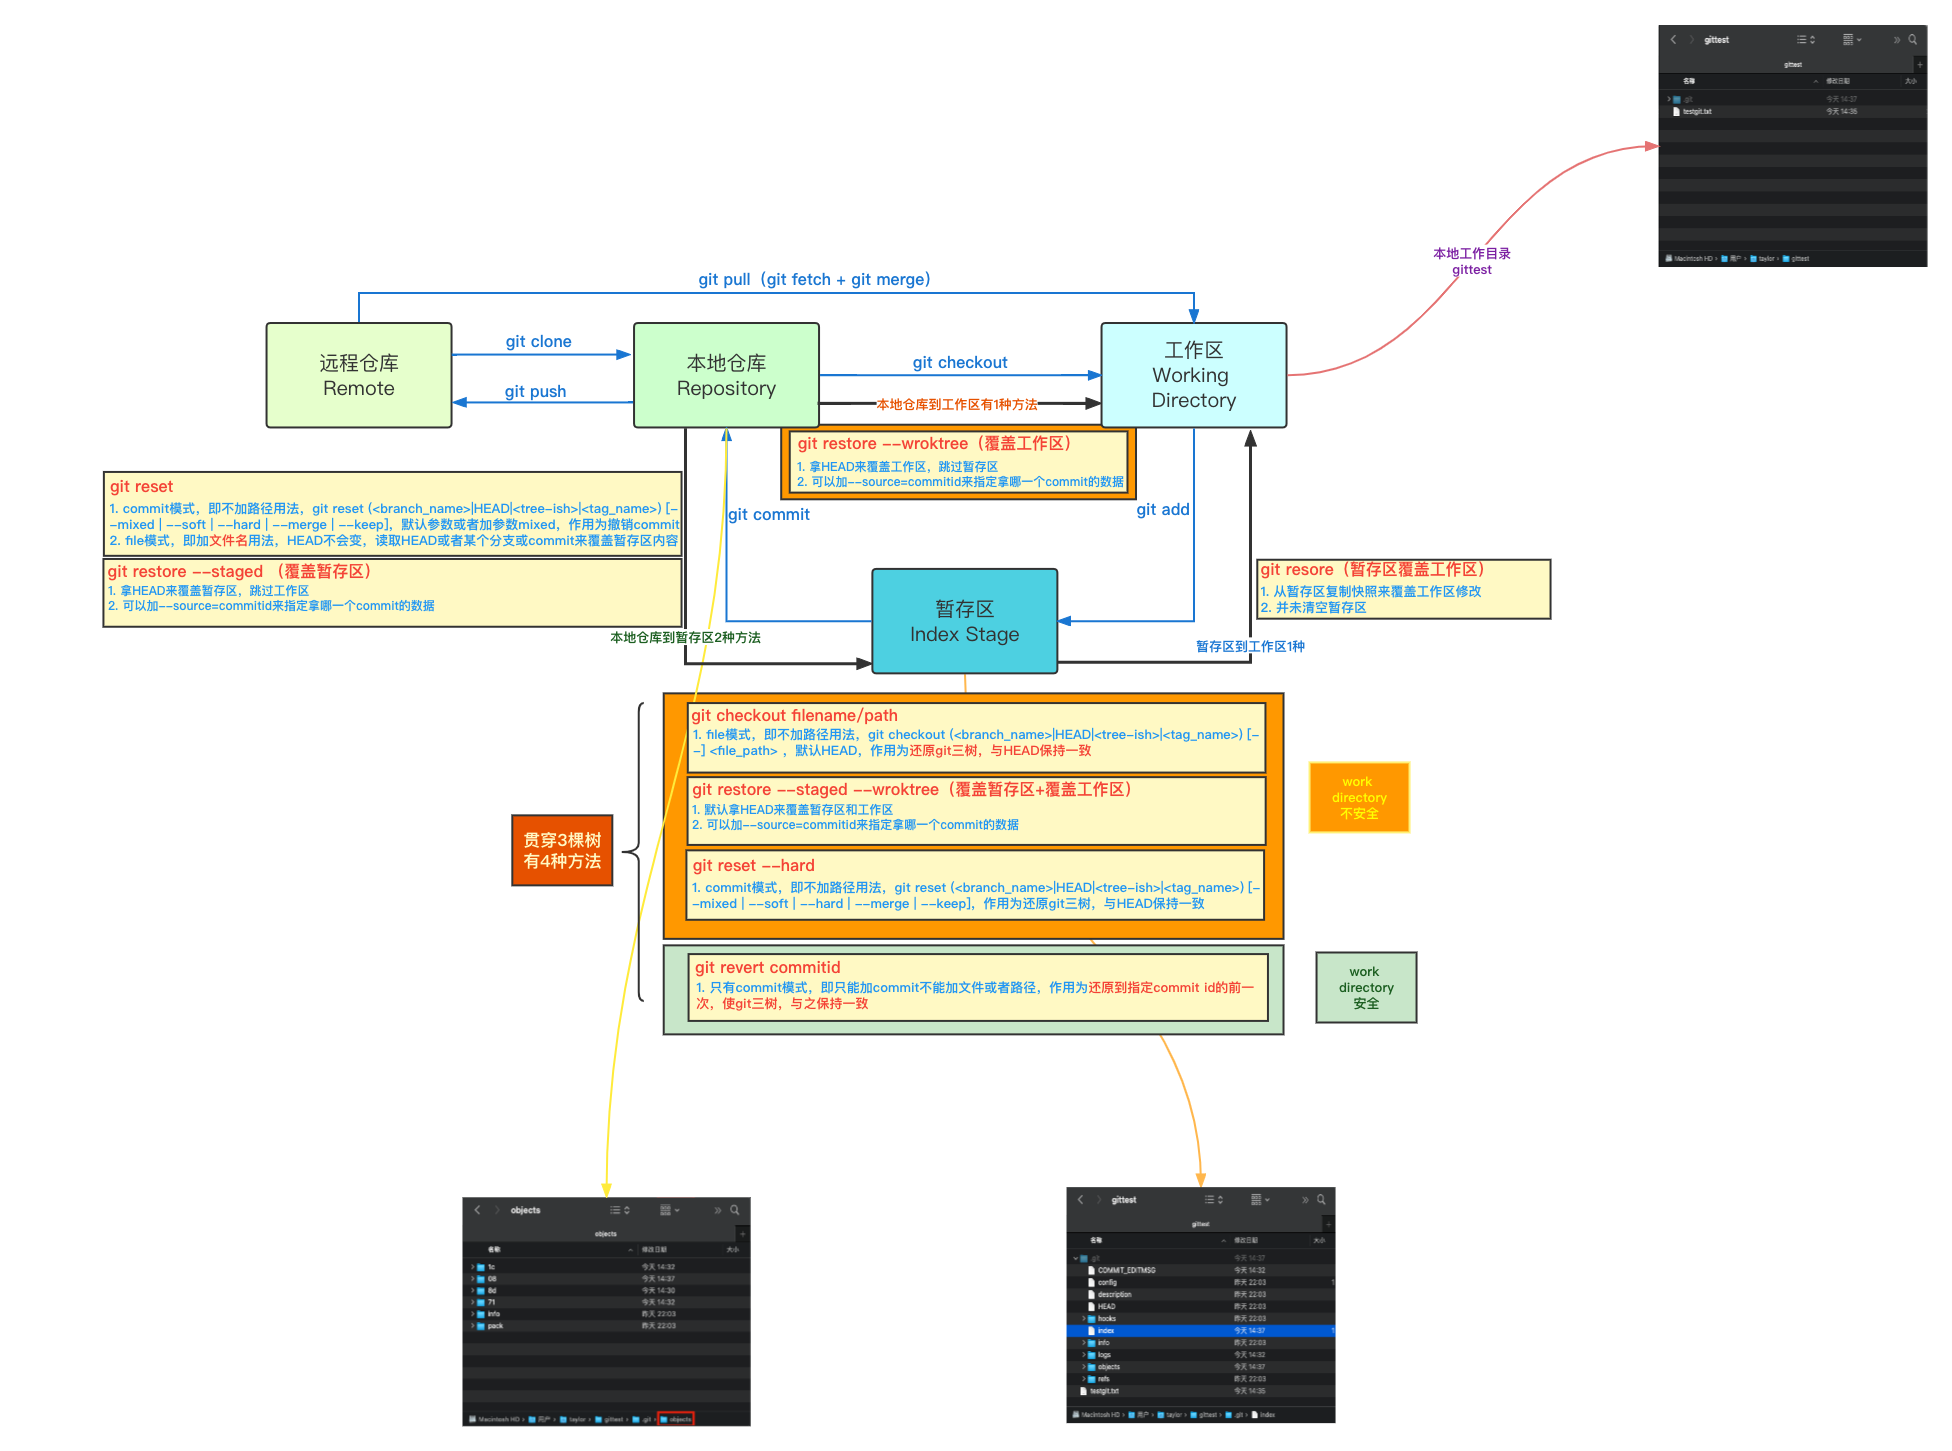 gittest
gittest
名称
修改日期
大小
.git
今天 14:37
testgit.txt
今天 14:35
Macintosh HD › 用户 › taylor › gittest
本地工作目录
gittest
git pull（git fetch + git merge）
远程仓库
Remote
git clone
git push
本地仓库
Repository
git checkout
本地仓库到工作区有1种方法
工作区
Working
Directory
git restore --wroktree（覆盖工作区）
1. 拿HEAD来覆盖工作区，跳过暂存区
2. 可以加--source=commitid来指定拿哪一个commit的数据
git reset
1. commit模式，即不加路径用法，git reset (<branch_name>|HEAD|<tree-ish>|<tag_name>) [-
-mixed | --soft | --hard | --merge | --keep]，默认参数或者加参数mixed，作用为撤销commit
2. file模式，即加文件名用法，HEAD不会变，读取HEAD或者某个分支或commit来覆盖暂存区内容
git restore --staged （覆盖暂存区）
1. 拿HEAD来覆盖暂存区，跳过工作区
2. 可以加--source=commitid来指定拿哪一个commit的数据
git commit
git add
git resore（暂存区覆盖工作区）
1. 从暂存区复制快照来覆盖工作区修改
2. 并未清空暂存区
暂存区
Index Stage
本地仓库到暂存区2种方法
暂存区到工作区1种
git checkout filename/path
1. file模式，即不加路径用法，git checkout (<branch_name>|HEAD|<tree-ish>|<tag_name>) [-
-] <file_path> ，默认HEAD，作用为还原git三树，与HEAD保持一致
git restore --staged --wroktree（覆盖暂存区+覆盖工作区）
1. 默认拿HEAD来覆盖暂存区和工作区
2. 可以加--source=commitid来指定拿哪一个commit的数据
git reset --hard
1. commit模式，即不加路径用法，git reset (<branch_name>|HEAD|<tree-ish>|<tag_name>) [-
-mixed | --soft | --hard | --merge | --keep]，作用为还原git三树，与HEAD保持一致
work
directory
不安全
贯穿3棵树
有4种方法
git revert commitid
1. 只有commit模式，即只能加commit不能加文件或者路径，作用为还原到指定commit id的前一
次，使git三树，与之保持一致
work
directory
安全
objects
objects
名称
修改日期
大小
1c
今天 14:32
08
今天 14:37
8d
今天 14:30
71
今天 14:32
info
昨天 22:03
pack
昨天 22:03
Macintosh HD › 用户 › taylor › gittest › .git › objects
gittest
gittest
名称
修改日期
大小
.git
今天 14:37
COMMIT_EDITMSG
今天 14:32
config
昨天 22:03
description
昨天 22:03
HEAD
昨天 22:03
hooks
昨天 22:03
index
今天 14:37
info
昨天 22:03
logs
今天 14:32
objects
今天 14:37
refs
昨天 22:03
testgit.txt
今天 14:35
Macintosh HD › 用户 › taylor › gittest › .git › index